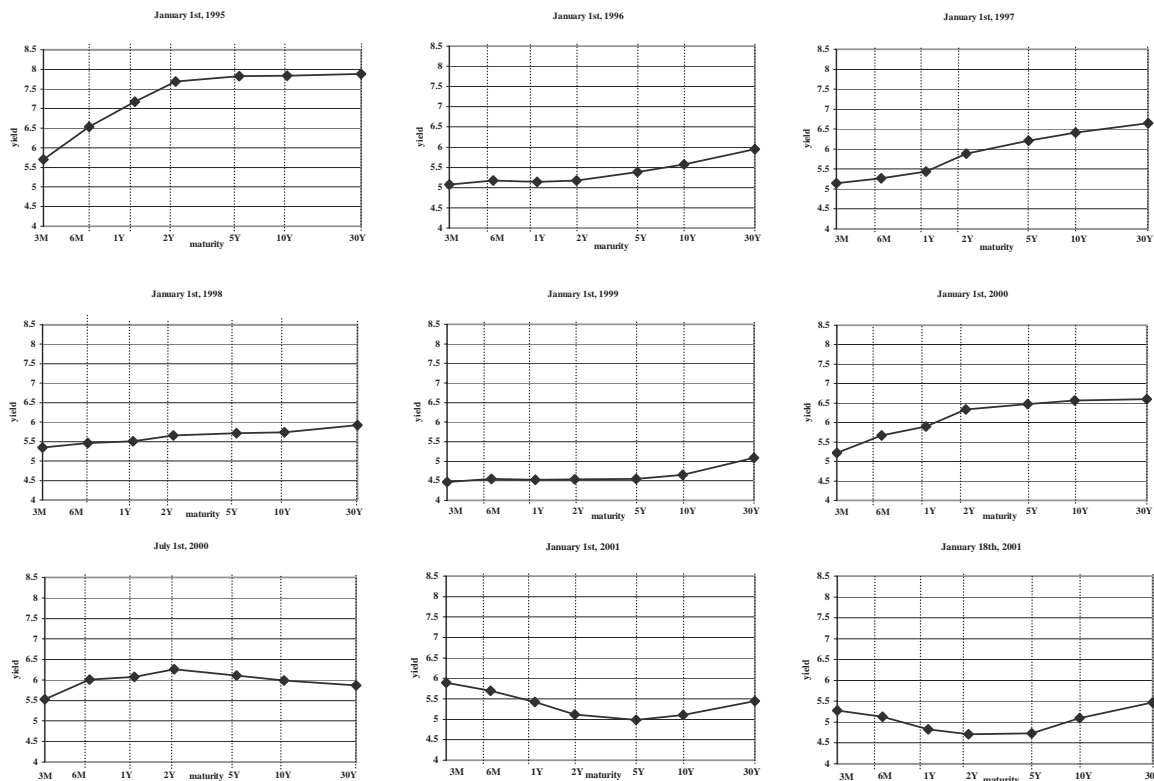 January 1st, 1995
8.5
8
7.5
7
6.5
6
5.5
5
4.5
4
yield
3M 6M 1Y 2Y 5Y 10Y 30Y
maturity
January 1st, 1996
8.5
8
7.5
7
6.5
6
5.5
5
4.5
4
yield
3M 6M 1Y 2Y 5Y 10Y 30Y
marurity
January 1st, 1997
8.5
8
7.5
7
6.5
6
5.5
5
4.5
4
yield
3M 6M 1Y 2Y 5Y 10Y 30Y
maturity
January 1st, 1998
8.5
8
7.5
7
6.5
6
5.5
5
4.5
4
yield
3M 6M 1Y 2Y 5Y 10Y 30Y
maturity
January 1st, 1999
8.5
8
7.5
7
6.5
6
5.5
5
4.5
4
yield
3M 6M 1Y 2Y 5Y 10Y 30Y
maturity
January 1st, 2000
8.5
8
7.5
7
6.5
6
5.5
5
4.5
4
yield
3M 6M 1Y 2Y 5Y 10Y 30Y
maturity
July 1st, 2000
8.5
8
7.5
7
6.5
6
5.5
5
4.5
4
yield
3M 6M 1Y 2Y 5Y 10Y 30Y
maturity
January 1st, 2001
8.5
8
7.5
7
6.5
6
5.5
5
4.5
4
yield
3M 6M 1Y 2Y 5Y 10Y 30Y
maturity
January 18th, 2001
8.5
8
7.5
7
6.5
6
5.5
5
4.5
4
yield
3M 6M 1Y 2Y 5Y 10Y 30Y
maturity